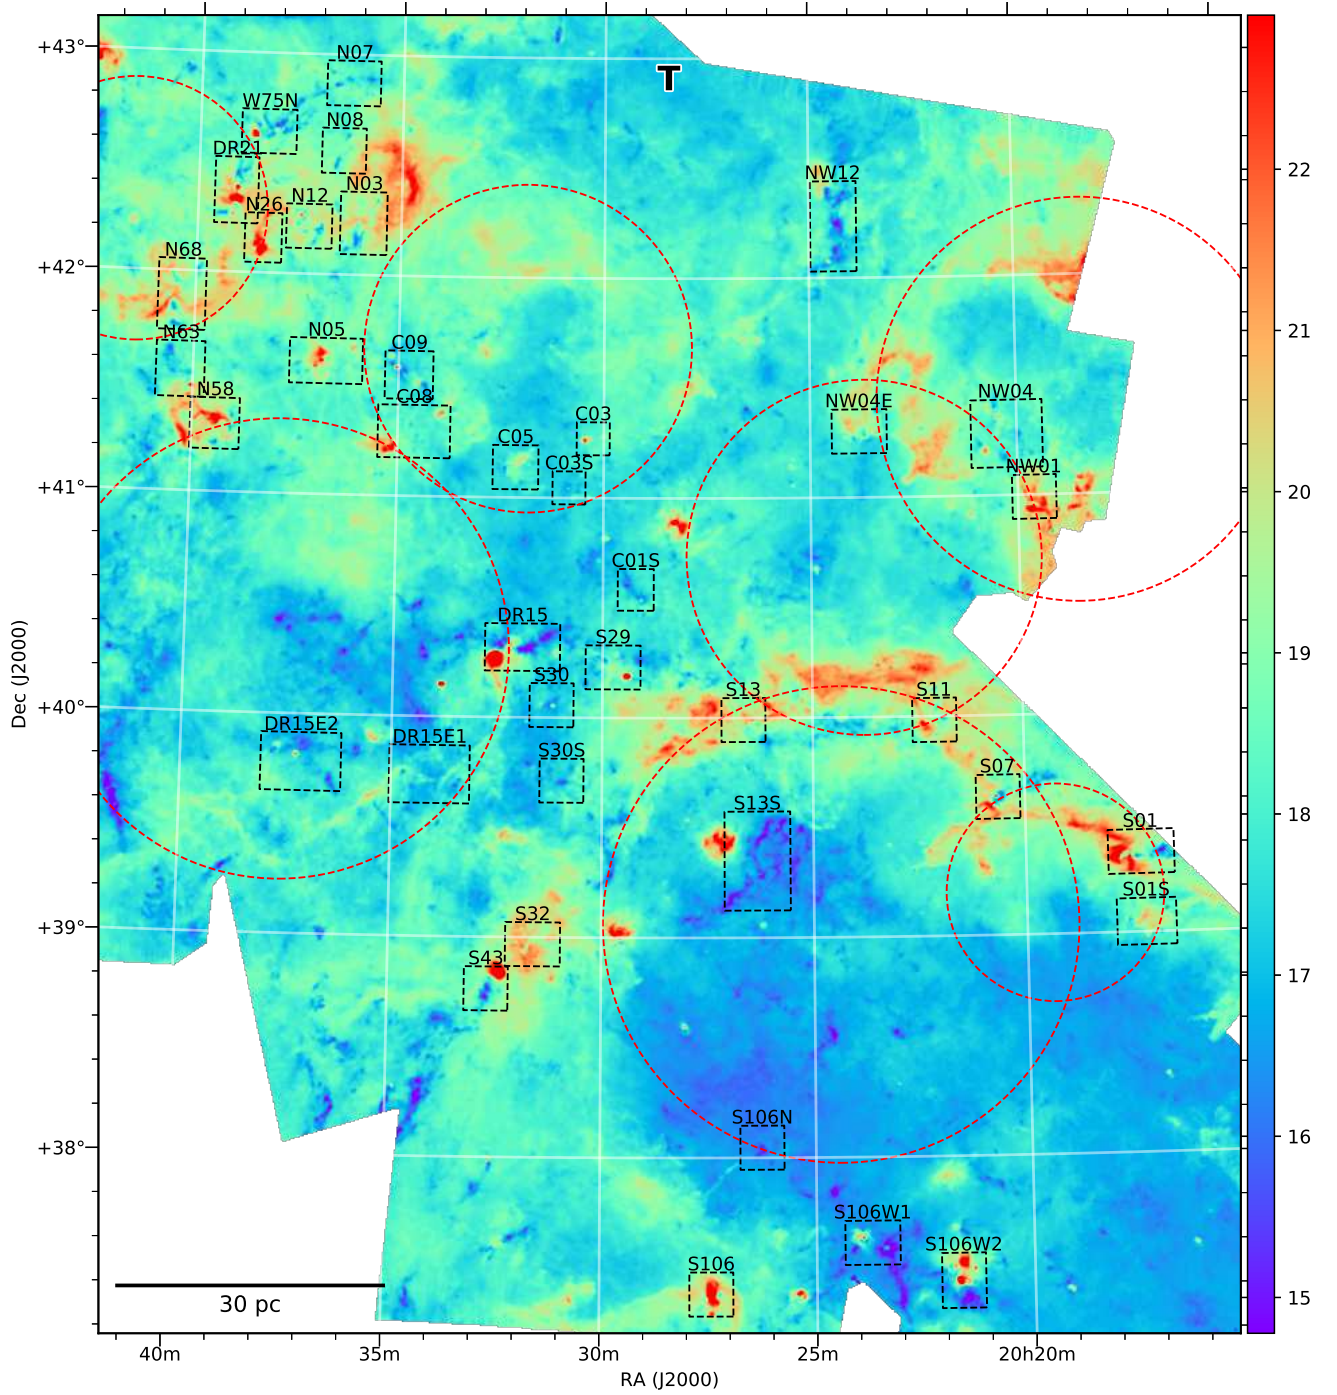 T
+43°
+42°
+41°
+40°
+39°
+38°
Dec (J2000)
N07
W75N
N08
DR21
N03
N12
N26
N68
N63
N05
C09
N58
C08
C03
C05
C03S
NW12
NW04
NW04E
NW01
C01S
DR15
S29
S30
S13
S11
DR15E2
DR15E1
S30S
S07
S13S
S01
S01S
S32
S43
S106N
S106W1
S106W2
S106
30 pc
40m
35m
30m
25m
20h20m
RA (J2000)
22
21
20
19
18
17
16
15